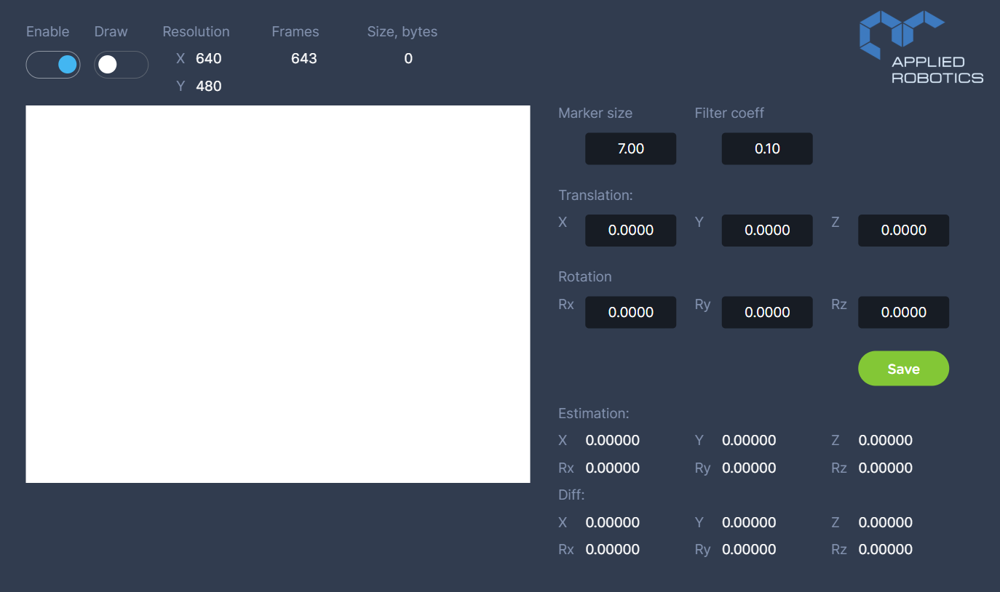 Enable Draw Resolution Frames Size, bytes
X 640 643 0
Y 480
APPLIED
ROBOTICS
Marker size Filter coeff
7.00 0.10
Translation:
X 0.0000 Y 0.0000 Z 0.0000
Rotation
Rx 0.0000 Ry 0.0000 Rz 0.0000
Save
Estimation:
X 0.00000 Y 0.00000 Z 0.00000
Rx 0.00000 Ry 0.00000 Rz 0.00000
Diff:
X 0.00000 Y 0.00000 Z 0.00000
Rx 0.00000 Ry 0.00000 Rz 0.00000